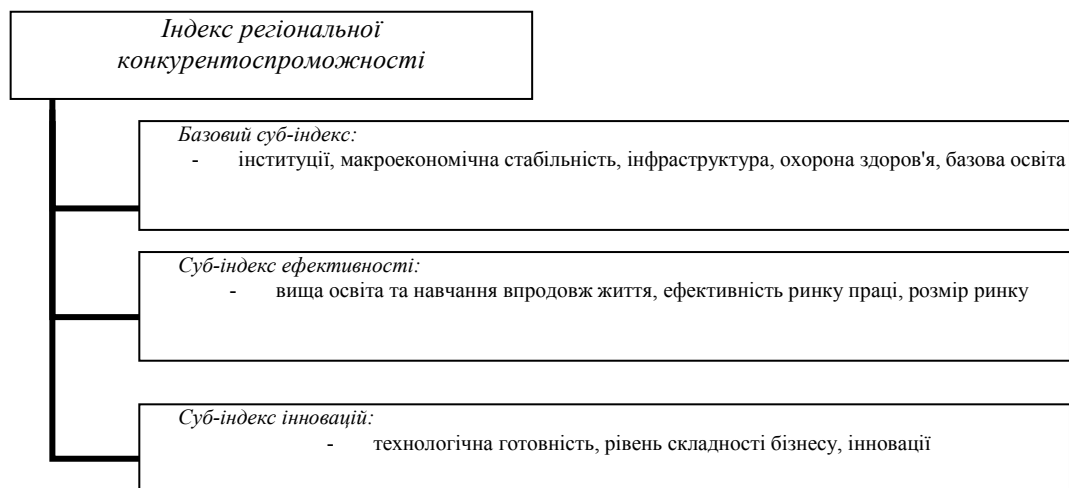 Індекс регіональної
конкурентоспроможності
Базовий суб-індекс:
- інституції, макроекономічна стабільність, інфраструктура, охорона здоров'я, базова освіта
Суб-індекс ефективності:
- вища освіта та навчання впродовж життя, ефективність ринку праці, розмір ринку
Суб-індекс інновацій:
- технологічна готовність, рівень складності бізнесу, інновації